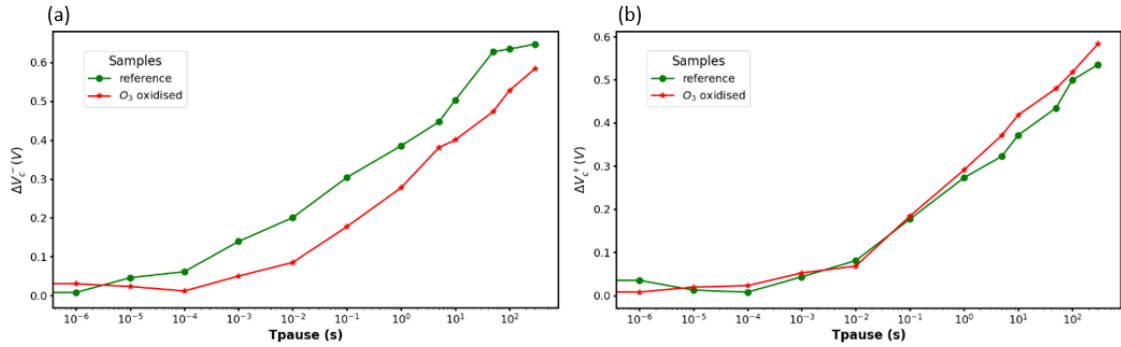 (a)
ΔV_c^-(V)
0.6
0.5
0.4
0.3
0.2
0.1
0.0
Samples
reference
O_3 oxidised
10^-6 10^-5 10^-4 10^-3 10^-2 10^-1 10^0 10^1 10^2
Tpause (s)
(b)
ΔV_c^+(V)
0.6
0.5
0.4
0.3
0.2
0.1
0.0
Samples
reference
O_3 oxidised
10^-6 10^-5 10^-4 10^-3 10^-2 10^-1 10^0 10^1 10^2
Tpause (s)